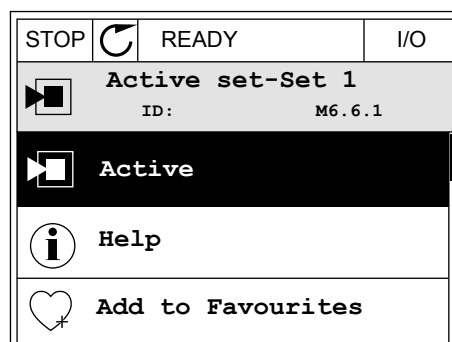 STOP READY I/O
Active set-Set 1
ID: M6.6.1
Active
Help
Add to Favourites